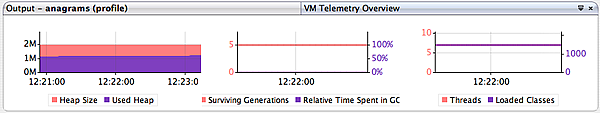 Output - anagrams (profile)
VM Telemetry Overview
2M
1M
0M
12:21:00 12:22:00 12:23:0
Heap Size Used Heap
5
0
100%
50%
0%
12:22:00
Surviving Generations Relative Time Spent in GC
10
5
0
1000
0
12:22:00
Threads Loaded Classes